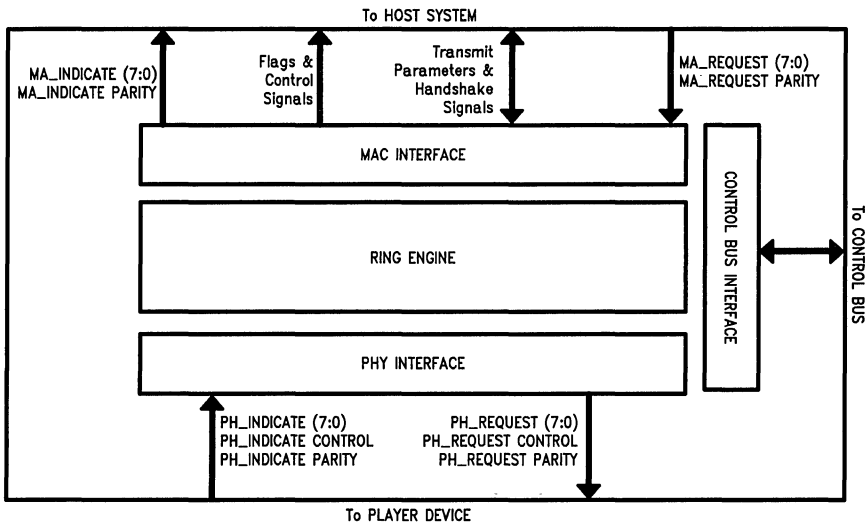 To HOST SYSTEM
MA_INDICATE (7:0)
MA_INDICATE PARITY
Flags &
Control
Signals
Transmit
Parameters &
Handshake
Signals
MA_REQUEST (7:0)
MA_REQUEST PARITY
MAC INTERFACE
RING ENGINE
PHY INTERFACE
CONTROL BUS INTERFACE
To CONTROL BUS
PH_INDICATE (7:0)
PH_INDICATE CONTROL
PH_INDICATE PARITY
PH_REQUEST (7:0)
PH_REQUEST CONTROL
PH_REQUEST PARITY
To PLAYER DEVICE